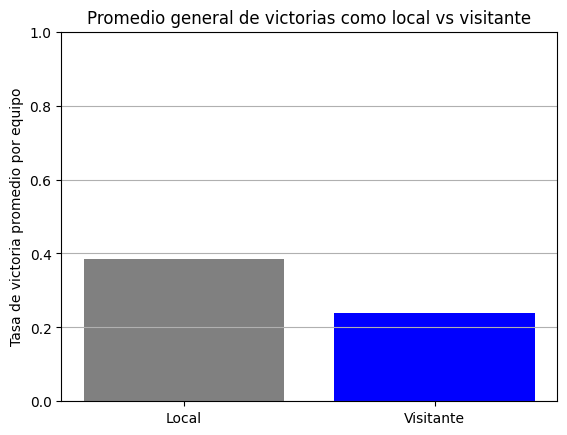 Promedio general de victorias como local vs visitante
Tasa de victoria promedio por equipo
1.0
0.8
0.6
0.4
0.2
0.0
Local
Visitante